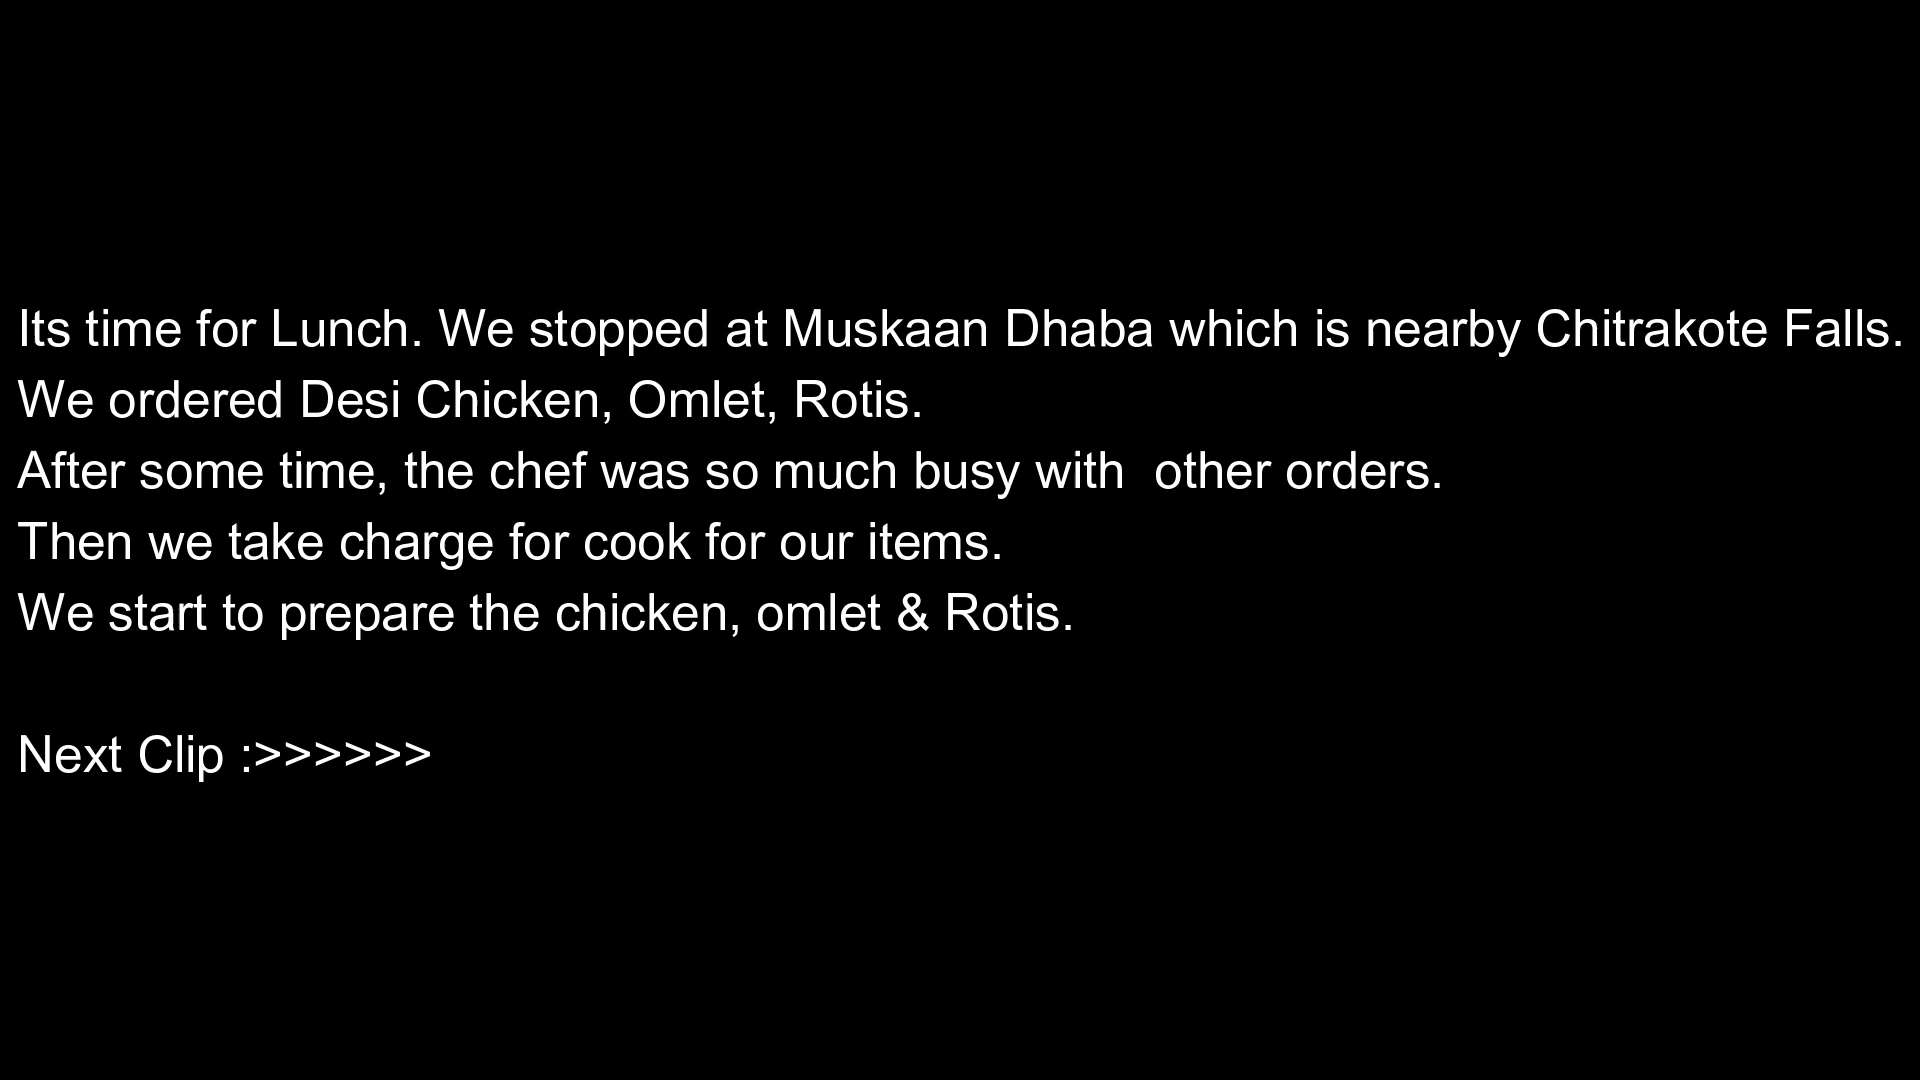 Its time for Lunch. We stopped at Muskaan Dhaba which is nearby Chitrakote Falls.
We ordered Desi Chicken, Omlet, Rotis.
After some time, the chef was so much busy with  other orders.
Then we take charge for cook for our items.
We start to prepare the chicken, omlet & Rotis.
Next Clip :>>>>>>